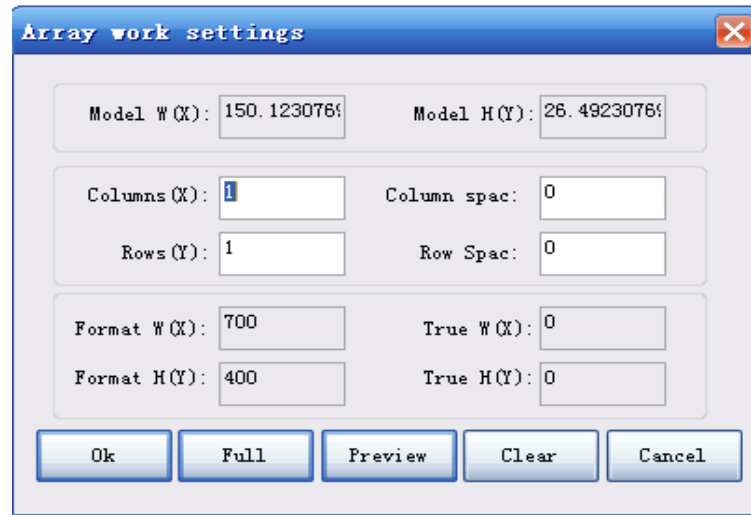 Array work settings
Model W(X): 150.1230769 Model H(Y): 26.49230769
Columns(X): 1 Column spac: 0
Rows(Y): 1 Row Spac: 0
Format W(X): 700 True W(X): 0
Format H(Y): 400 True H(Y): 0
Ok Full Preview Clear Cancel